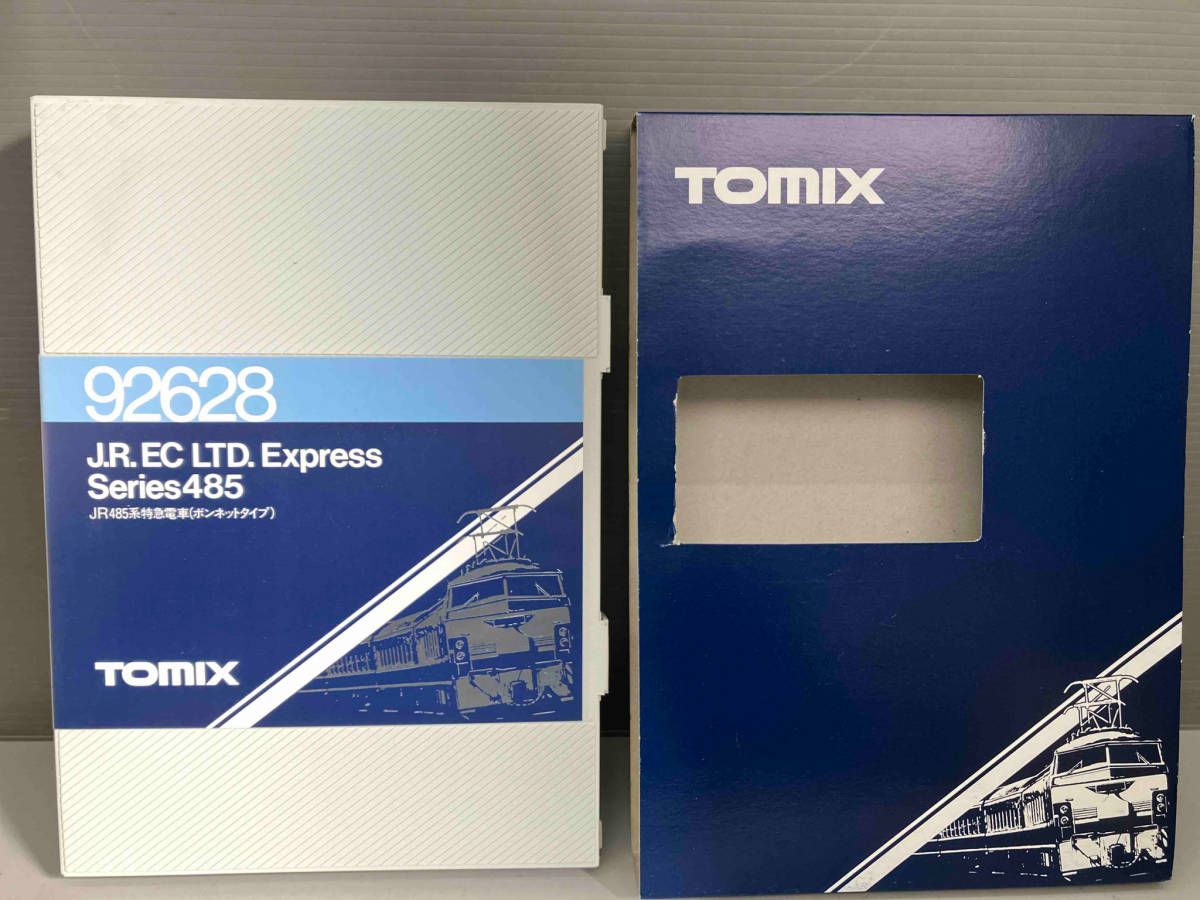 92628
J.R. EC LTD. Express
Series485
JR485系特急電車(ボンネットタイプ)
TOMIX
TOMIX